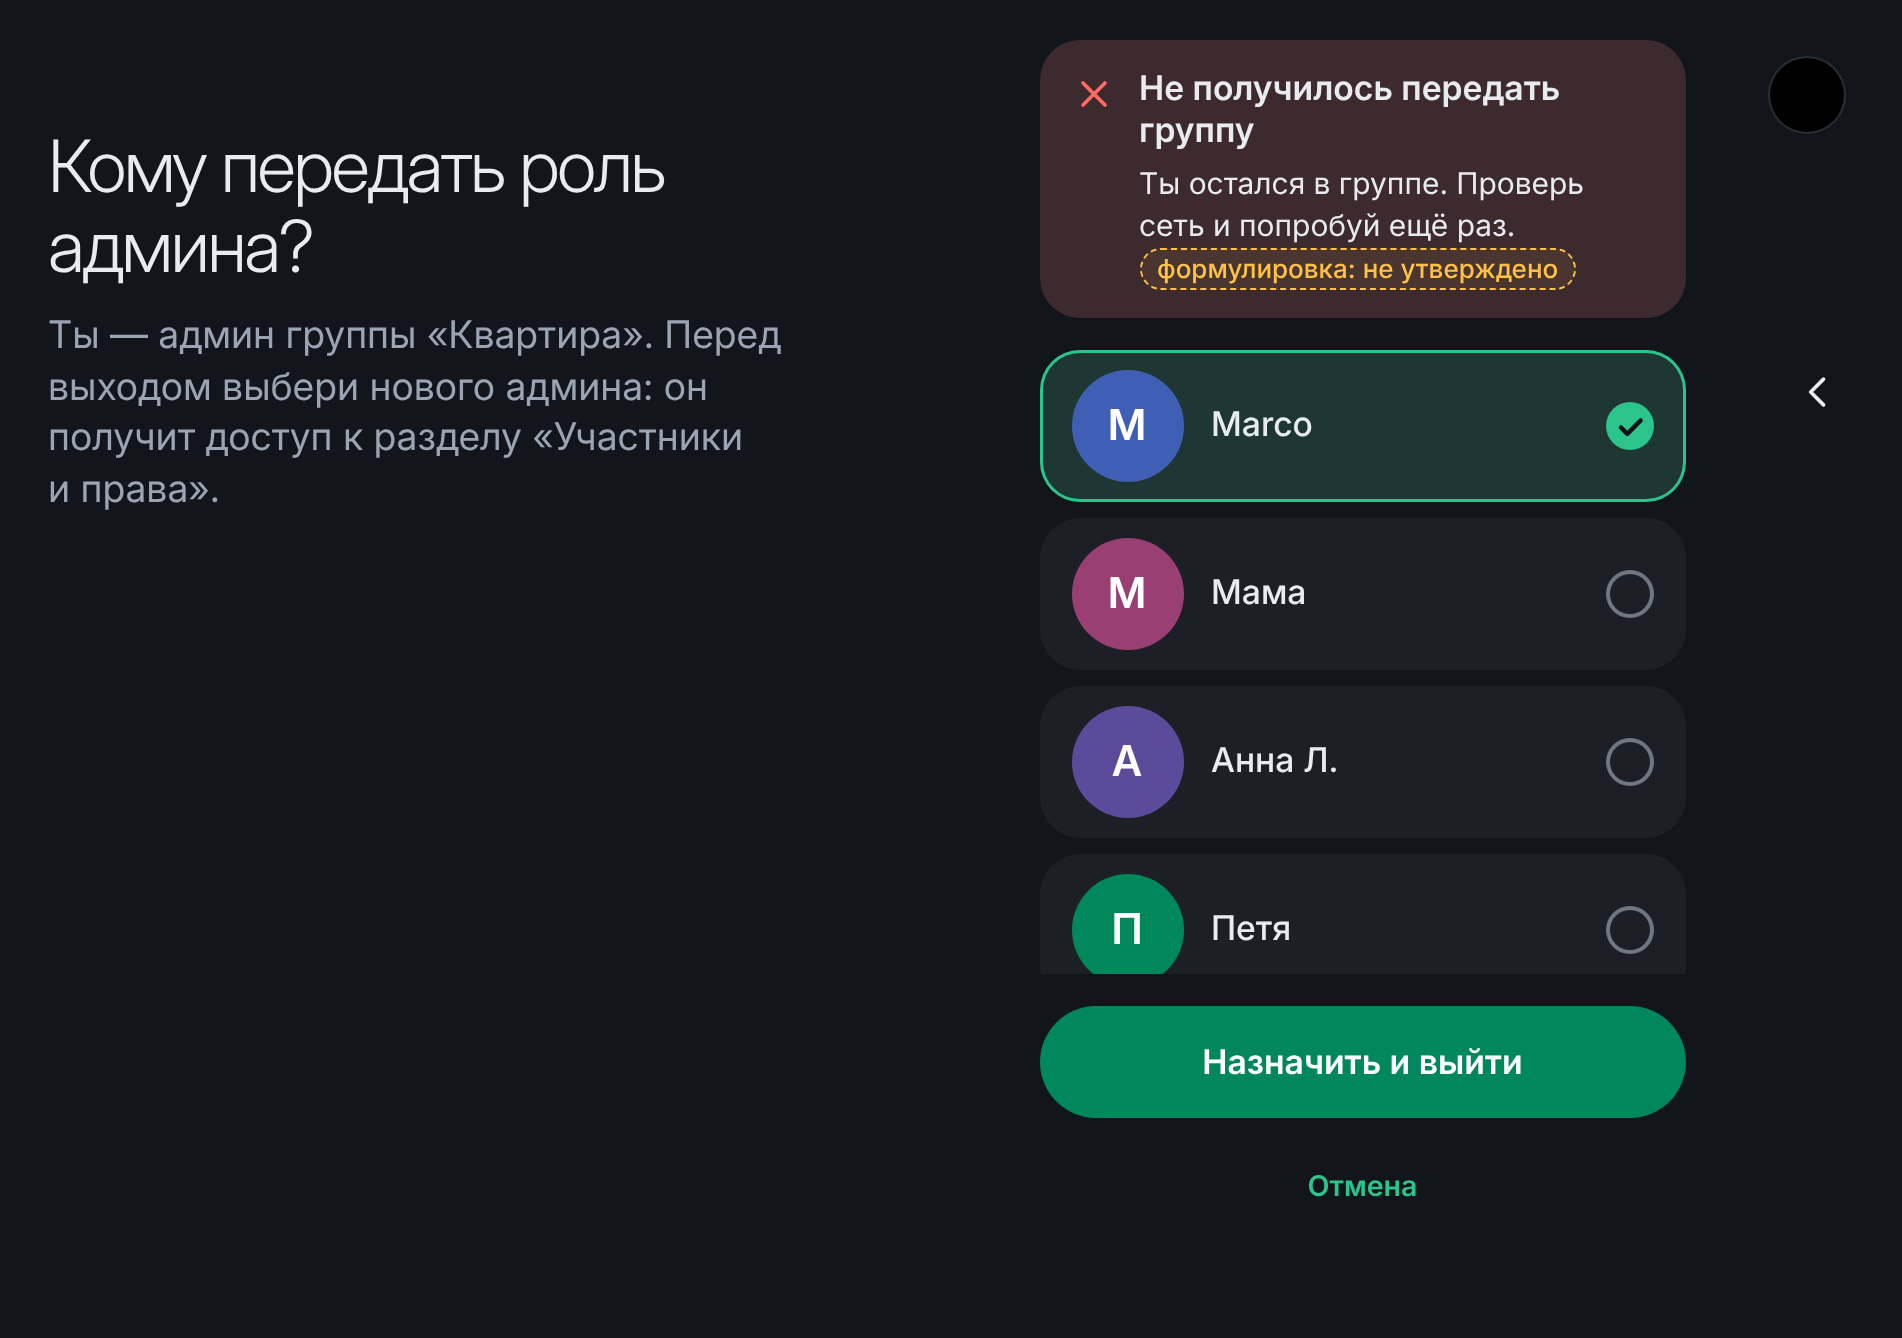 Кому передать роль
админа?
Ты — админ группы «Квартира». Перед
выходом выбери нового админа: он
получит доступ к разделу «Участники
и права».
Не получилось передать
группу
Ты остался в группе. Проверь
сеть и попробуй ещё раз.
формулировка: не утверждено
M Marco
М Мама
А Анна Л.
П Петя
Назначить и выйти
Отмена